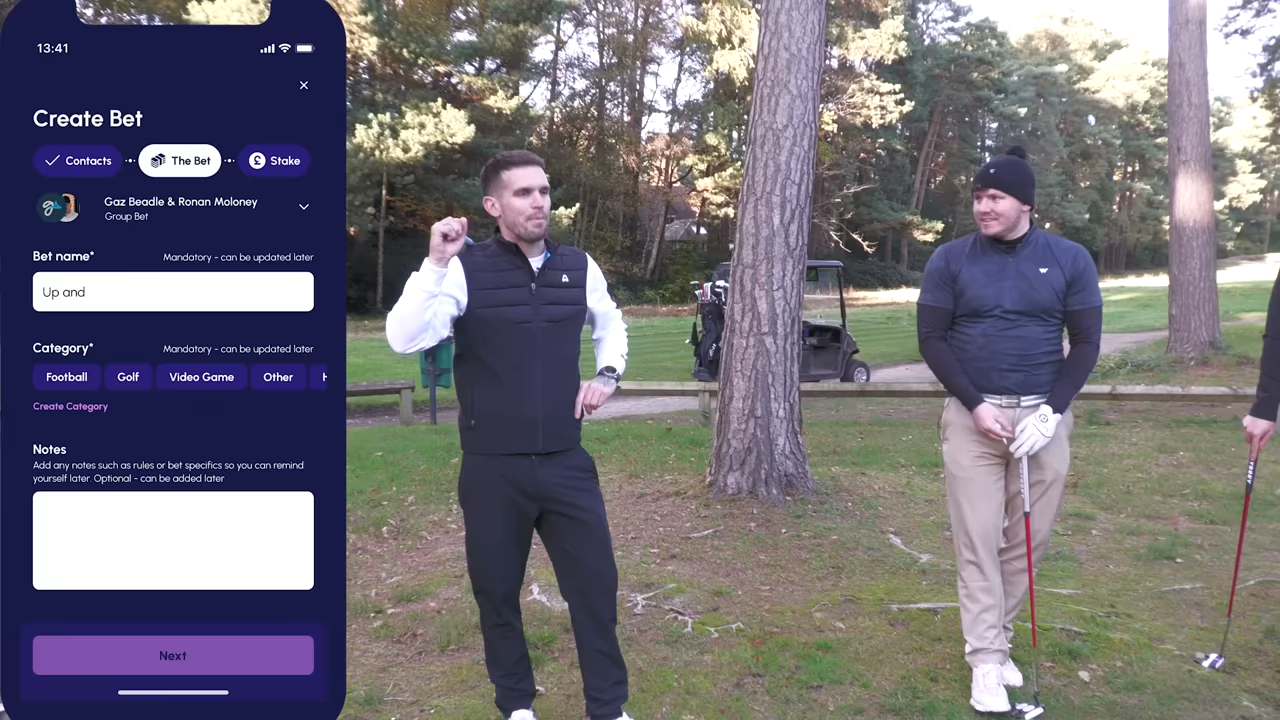 13:41
Create Bet
Contacts
The Bet
£ Stake
Gaz Beadle & Ronan Moloney
Group Bet
Bet name*
Mandatory - can be updated later
Up and
Category*
Mandatory - can be updated later
Football
Golf
Video Game
Other
H
Create Category
Notes
Add any notes such as rules or bet specifics so you can remind
yourself later. Optional - can be added later
Next